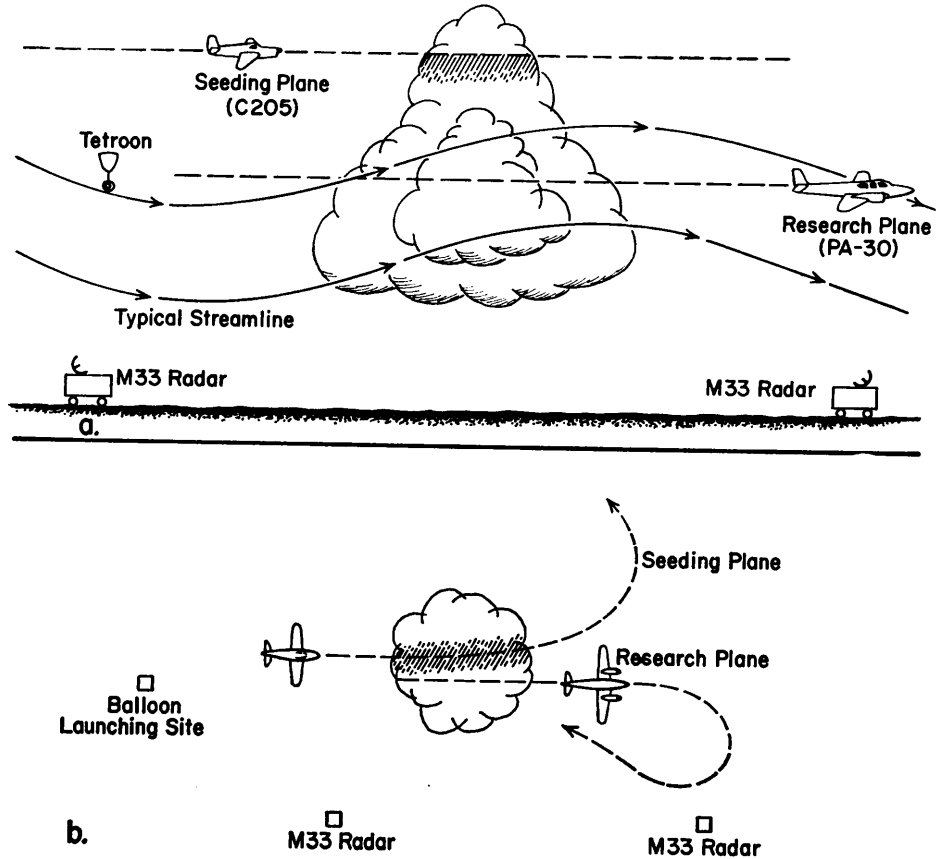 Seeding Plane
(C205)
Tetroon
Research Plane
(PA-30)
Typical Streamline
M33 Radar
M33 Radar
a.
Seeding Plane
Research Plane
Balloon
Launching Site
b.
M33 Radar
M33 Radar